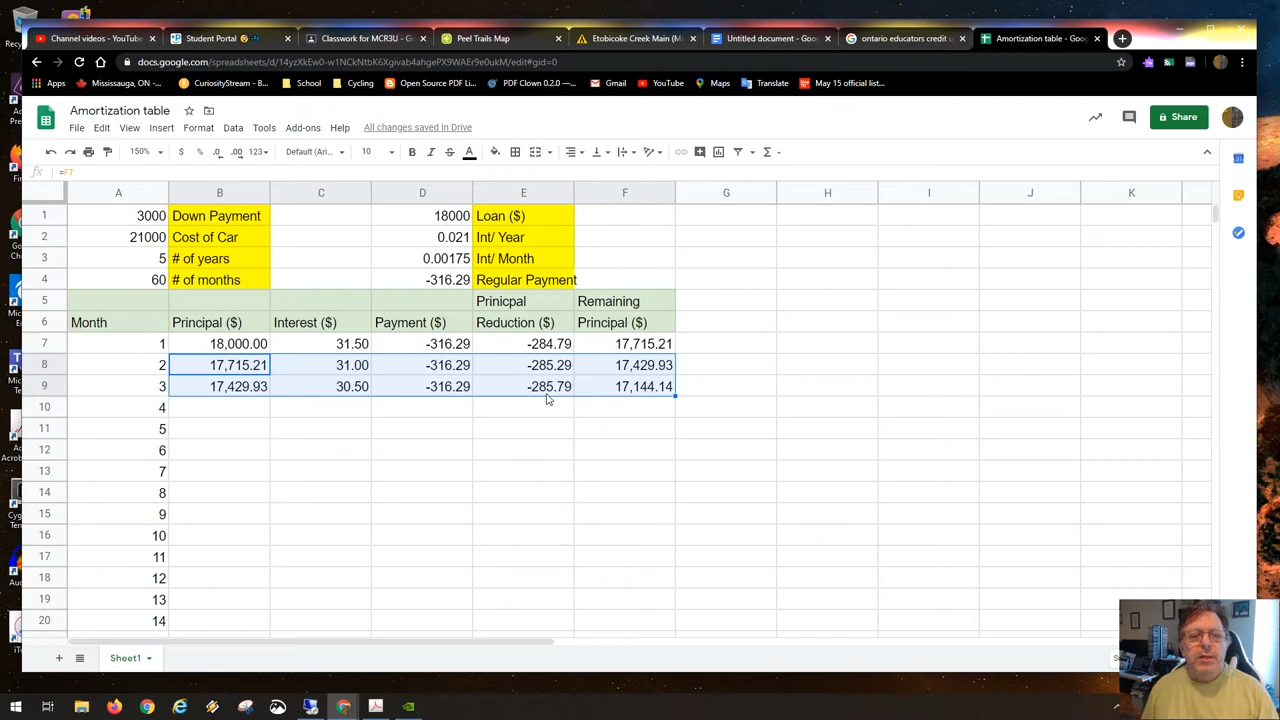 Channel videos - YouTube
Student Portal
Classwork for MCR3U
Peel Trails Map
Etobicoke Creek Main (Mi
Untitled document - Goo
ontario educators credit u
Amortization table - Goog
docs.google.com/spreadsheets/d/14yzXkEw0-w1NCkNtbK6Xgivab4ahgePX9WAEr9e0ukM/edit#gid=0
Apps
Mississauga, ON
CuriosityStream - B...
School
Cycling
Open Source PDF Li...
PDF Clown 0.2.0 —...
Gmail
YouTube
Maps
Translate
May 15 official list...
Amortization table
File Edit View Insert Format Data Tools Add-ons Help All changes saved in Drive
Share
150% $ % .0 .00 123 Default (Ari... 10
fx =F7
A B C D E F G H I J K
1 3000 Down Payment 18000 Loan ($)
2 21000 Cost of Car 0.021 Int/ Year
3 5 # of years 0.00175 Int/ Month
4 60 # of months -316.29 Regular Payment
5 Prinicpal Remaining
6 Month Principal ($) Interest ($) Payment ($) Reduction ($) Principal ($)
7 1 18,000.00 31.50 -316.29 -284.79 17,715.21
8 2 17,715.21 31.00 -316.29 -285.29 17,429.93
9 3 17,429.93 30.50 -316.29 -285.79 17,144.14
10 4
11 5
12 6
13 7
14 8
15 9
16 10
17 11
18 12
19 13
20 14
Sheet1